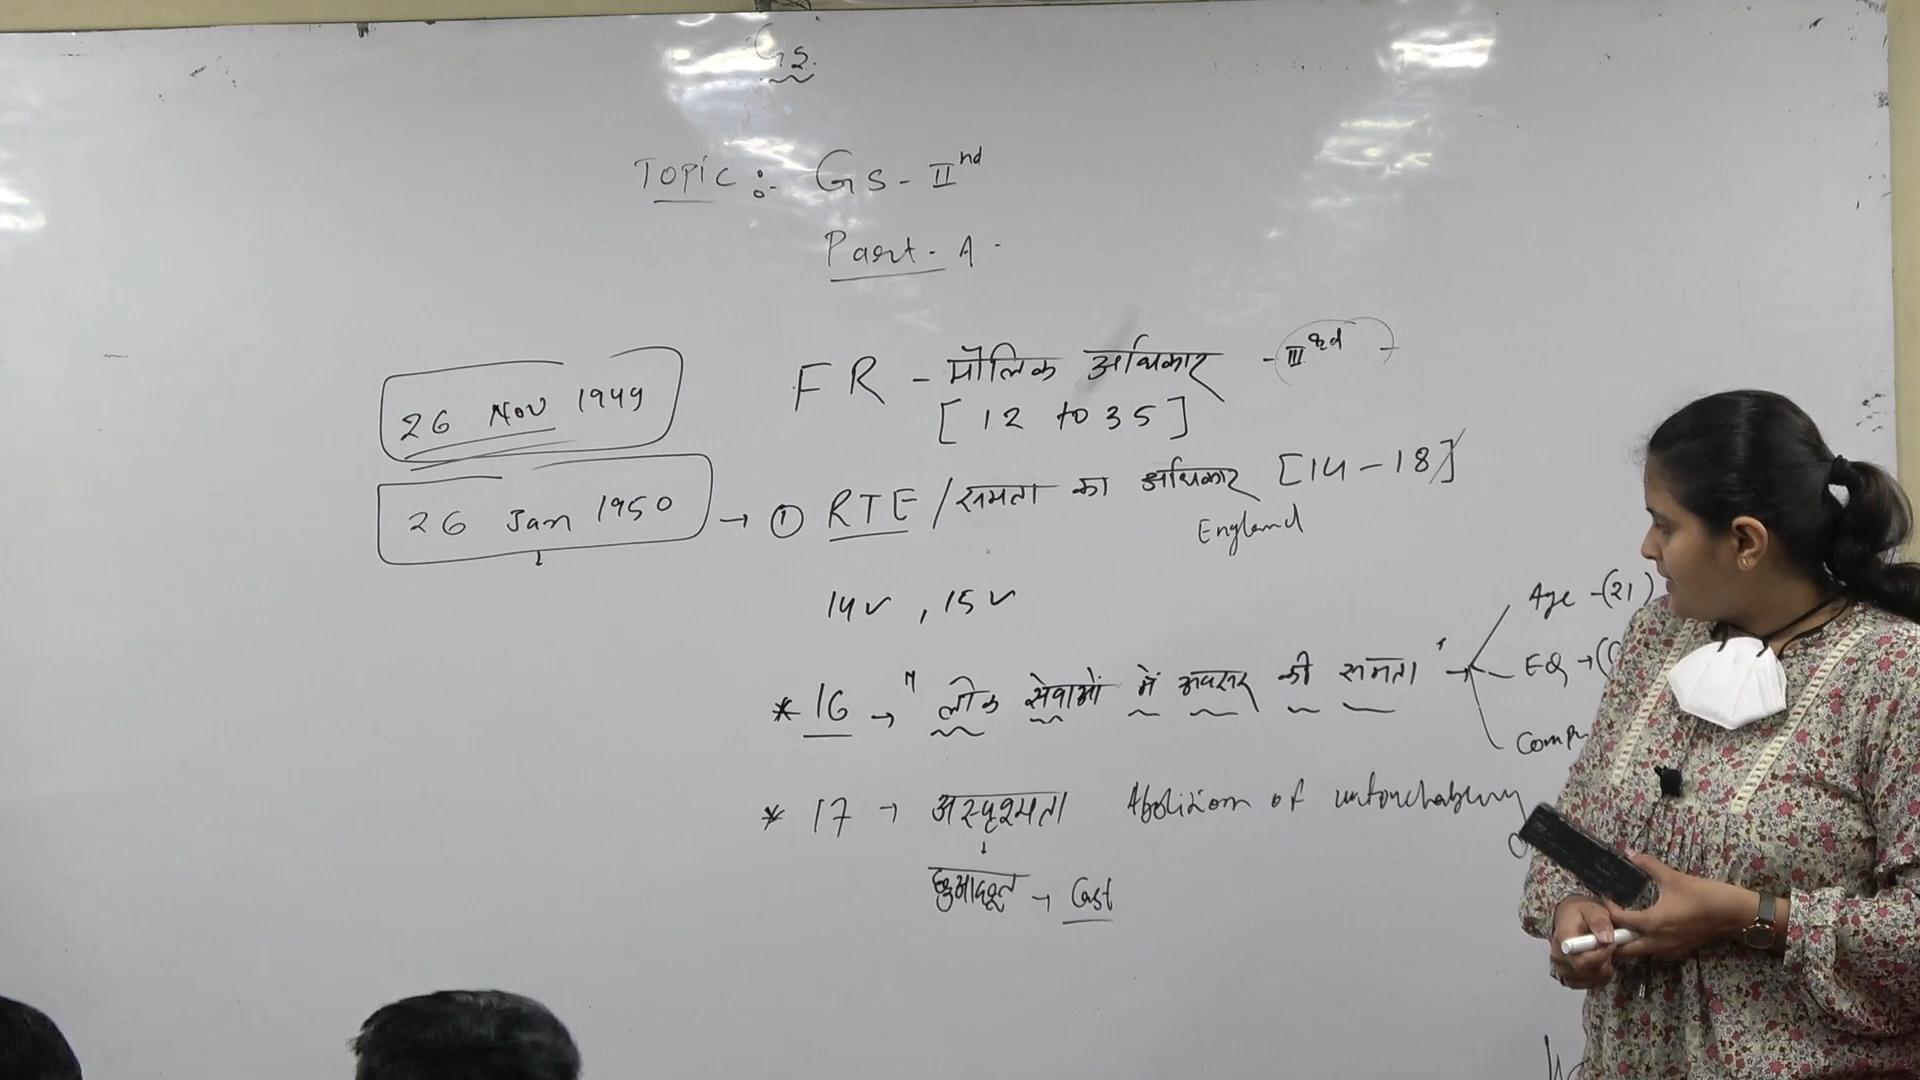 GS.
Topic :- GS - IInd
Part - A.
26 Nov 1949
FR - मौलिक अधिकार - III
[12 to 35]
26 Jan 1950 → ① RTE / समता का अधिकार [14 - 18]
England
14 ✓, 15 ✓
Age - (21)
* 16 → " लोक सेवाओं में अवसर की समता " → EQ → (
* 17 → अस्पृश्यता Abolition of untouchability
छुआछूत → Cast